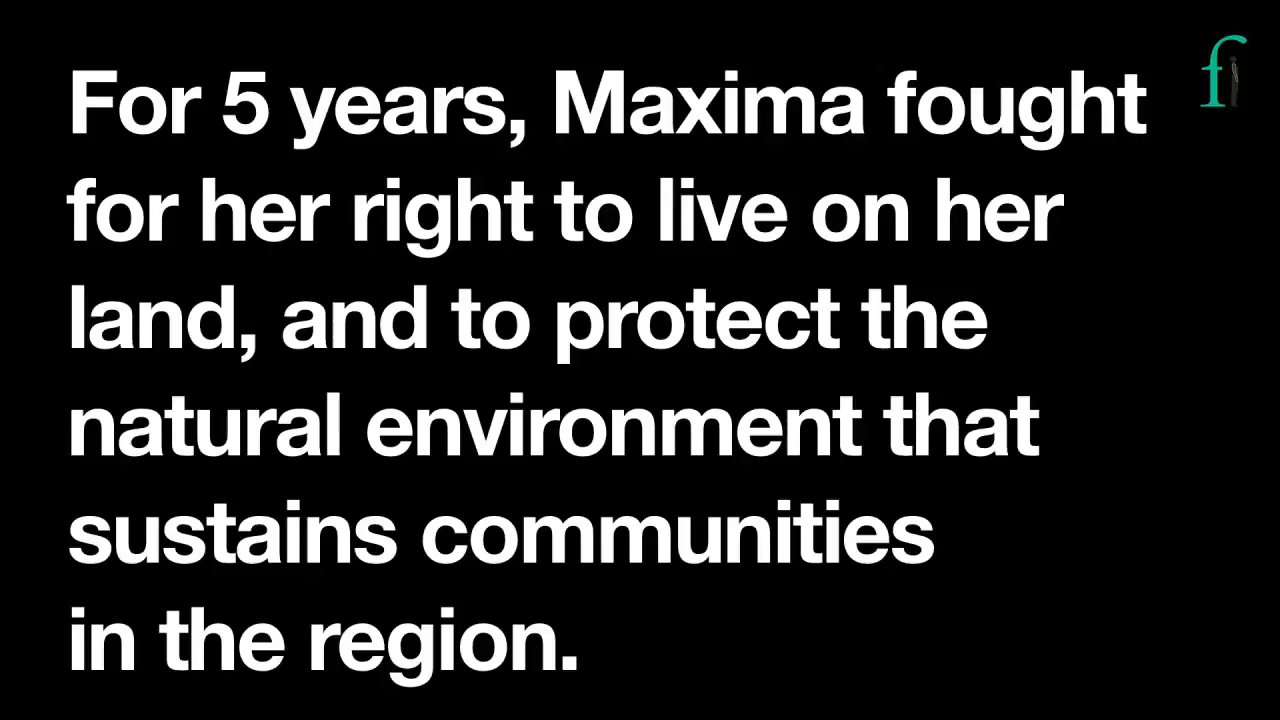 For 5 years, Maxima fought
for her right to live on her
land, and to protect the
natural environment that
sustains communities
in the region.
fi